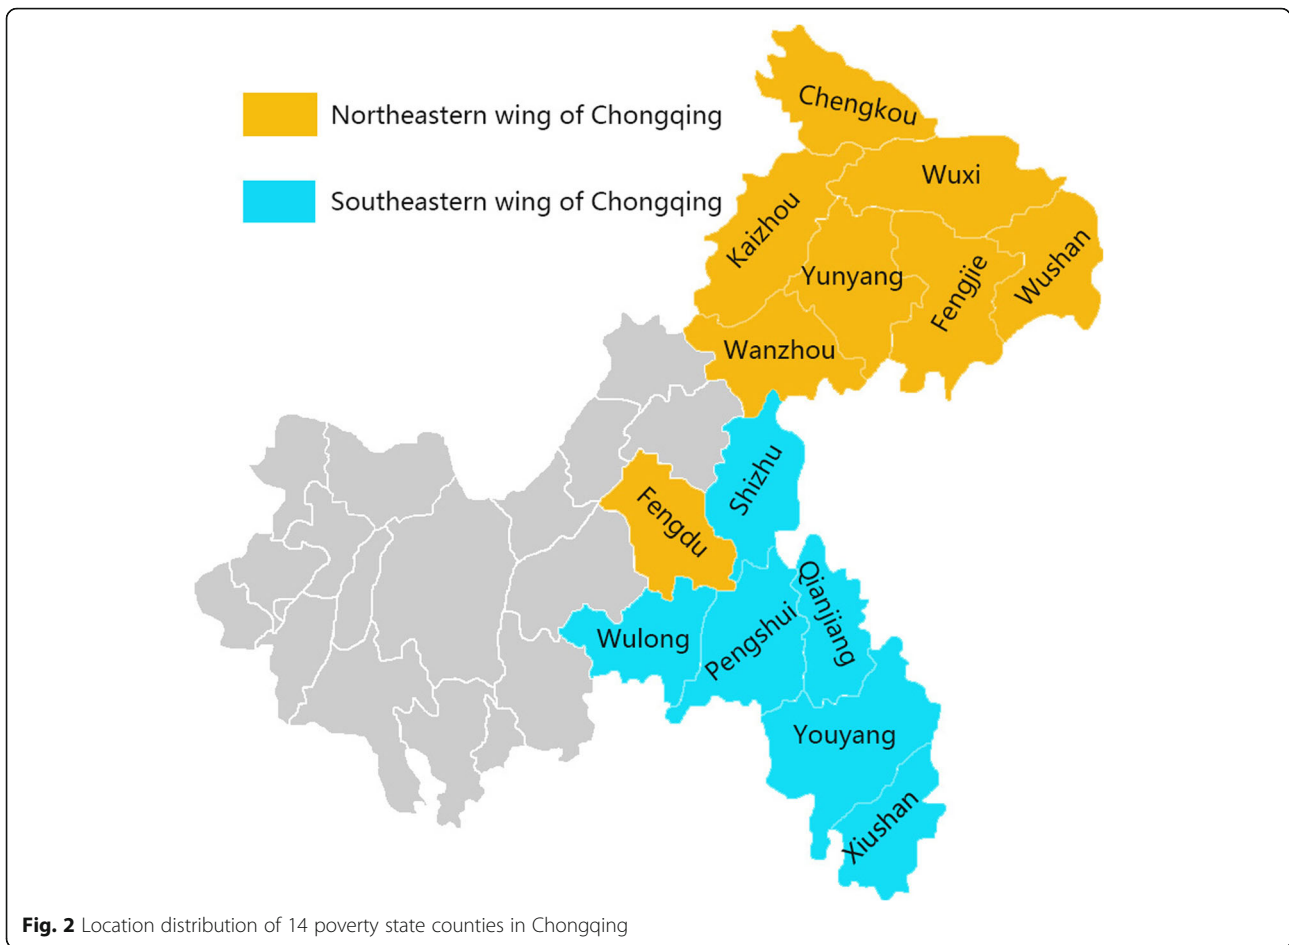 Northeastern wing of Chongqing
Southeastern wing of Chongqing
Chengkou
Wuxi
Kaizhou
Yunyang
Fengjie
Wushan
Wanzhou
Shizhu
Fengdu
Qianjiang
Wulong
Pengshui
Youyang
Xiushan
Fig. 2 Location distribution of 14 poverty state counties in Chongqing